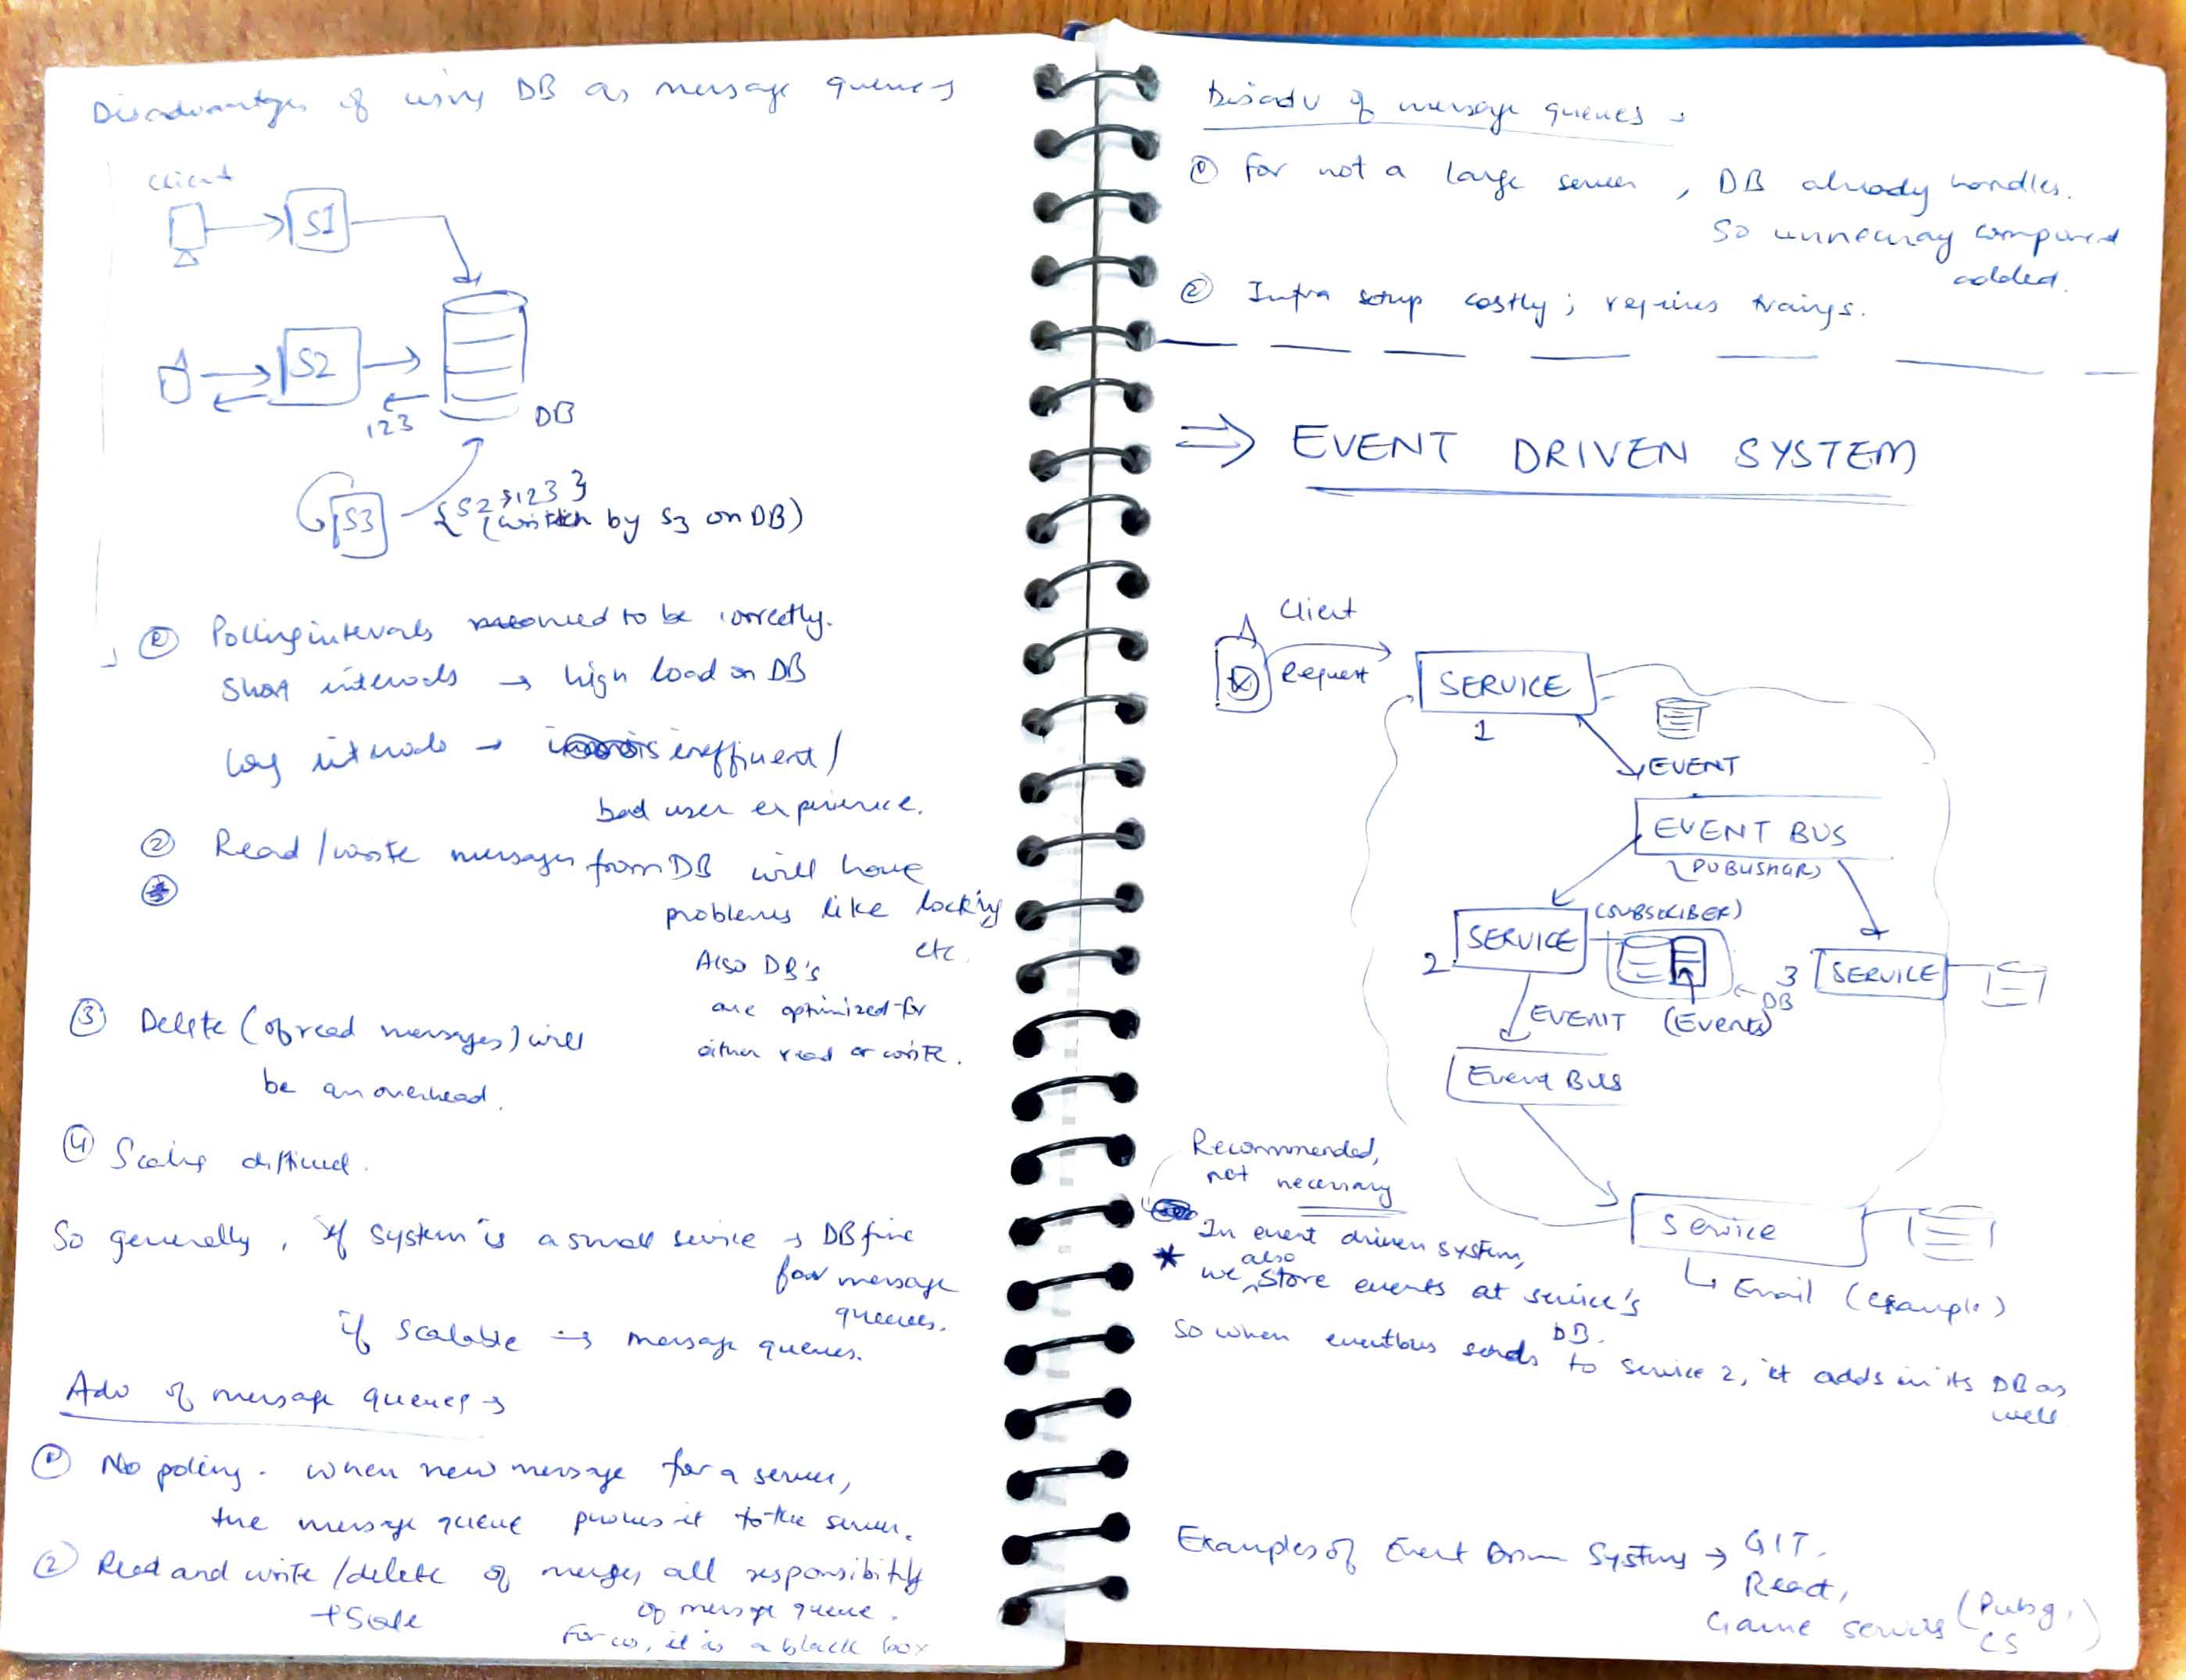 Disadvantages of using DB as message queues
Client
S1
S2
123
DB
S3
{S2, 123}
(written by S3 on DB)
① Polling intervals need to be correctly.
Short intervals → high load on DB
Long intervals → inefficient /
bad user experience.
② Read/write messages from DB will have
problems like locking
etc.
Also DB's
are optimized for
either read or write.
③ Delete (of read messages) will
be an overhead.
④ Scaling difficult.
So generally, if system is a small service → DB fine
for message
queues.
if scalable → message queues.
Adv of message queues →
① No polling. When new message for a server,
the message queue pushes it to the server.
② Read and write/delete of messages all responsibility
+ Scale
of message queue.
For us, it is a black box
Disadv of message queues →
① For not a large server, DB already handles.
So unnecessary component
added.
② Infra setup costly; requires trainings.
⇒ EVENT DRIVEN SYSTEM
Client
Request
SERVICE
1
EVENT
EVENT BUS
(PUBLISHER)
(SUBSCRIBER)
SERVICE
2
3
SERVICE
DB
EVENT
(Events)
Event Bus
Recommended,
not necessary
Service
↳ Email (example)
* In event driven system,
we also store events at service's
DB.
So when eventbus sends to service 2, it adds in its DB as
well
Examples of Event Driven Systems → GIT,
React,
Game servers (Pubg,
CS)